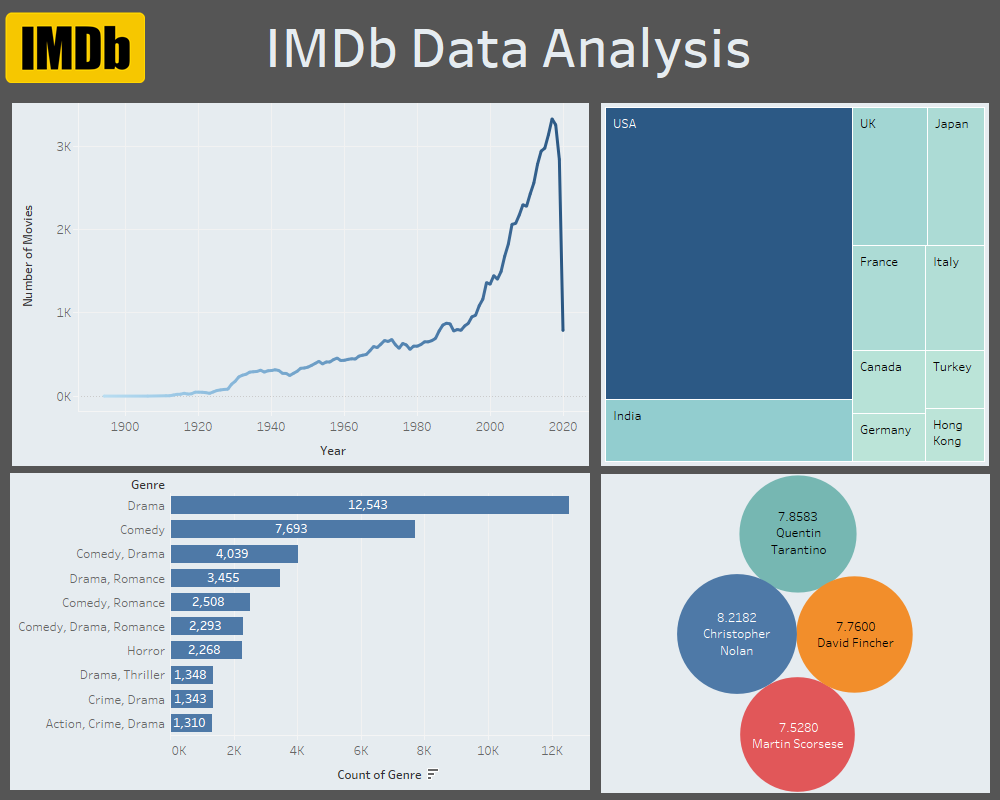 IMDb
IMDb Data Analysis
Number of Movies
3K
2K
1K
0K
1900 1920 1940 1960 1980 2000 2020
Year
USA
India
UK
Japan
France
Italy
Canada
Turkey
Germany
Hong
Kong
Genre
Drama 12,543
Comedy 7,693
Comedy, Drama 4,039
Drama, Romance 3,455
Comedy, Romance 2,508
Comedy, Drama, Romance 2,293
Horror 2,268
Drama, Thriller 1,348
Crime, Drama 1,343
Action, Crime, Drama 1,310
0K 2K 4K 6K 8K 10K 12K
Count of Genre
7.8583
Quentin
Tarantino
8.2182
Christopher
Nolan
7.7600
David Fincher
7.5280
Martin Scorsese